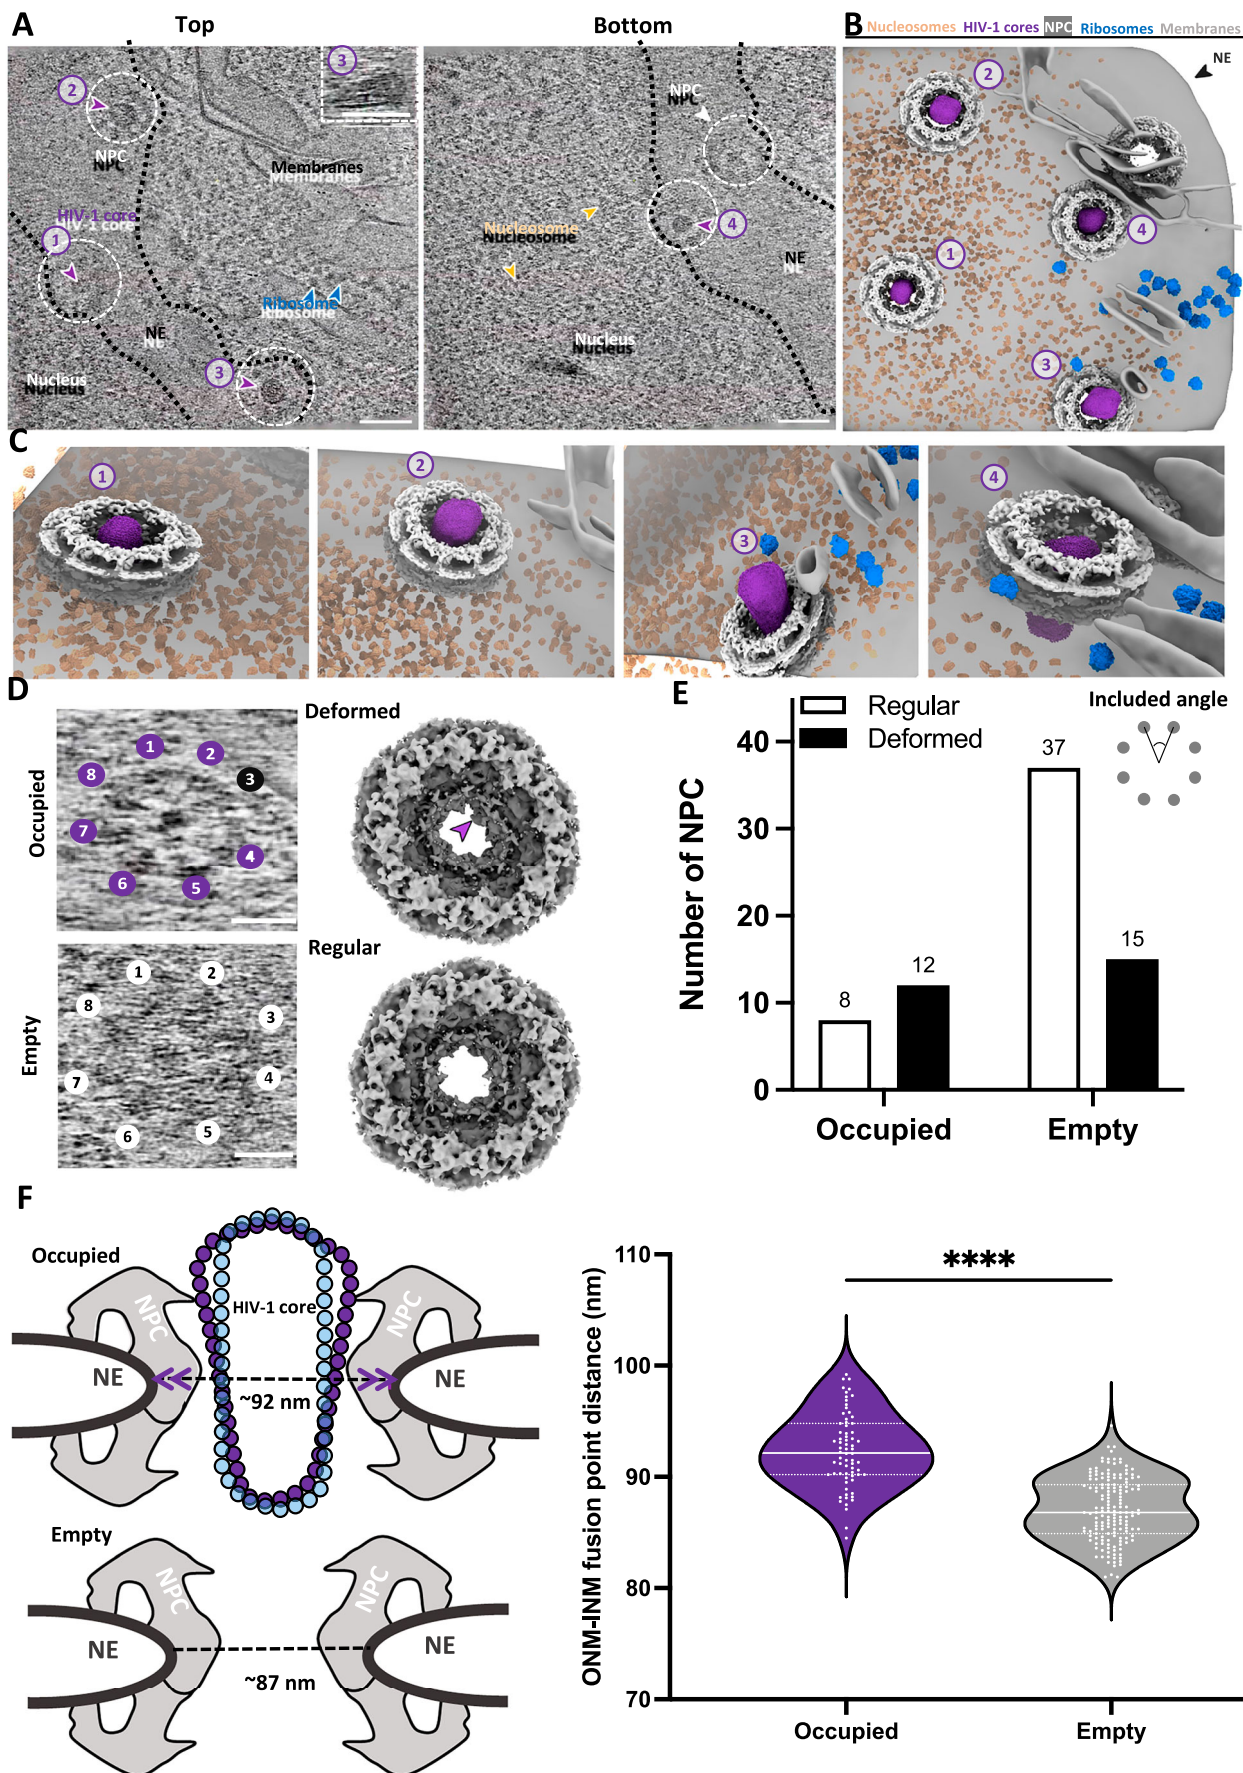 A
Top
Bottom
3
2
NPC
Membranes
HIV-1 core
1
Ribosome
NE
3
Nucleus
NPC
4
Nucleosome
NE
Nucleus
B
Nucleosomes HIV-1 cores NPC Ribosomes Membranes
NE
2
4
1
3
C
1
2
3
4
D
Occupied
1
2
3
4
5
6
7
8
Deformed
Empty
1
2
3
4
5
6
7
8
Regular
E
Regular
Deformed
Included angle
Number of NPC
40
30
20
10
0
8
12
37
15
Occupied
Empty
F
Occupied
NPC
HIV-1 core
NPC
NE
~92 nm
NE
Empty
NPC
NPC
NE
~87 nm
NE
ONM-INM fusion point distance (nm)
110
100
90
80
70
****
Occupied
Empty